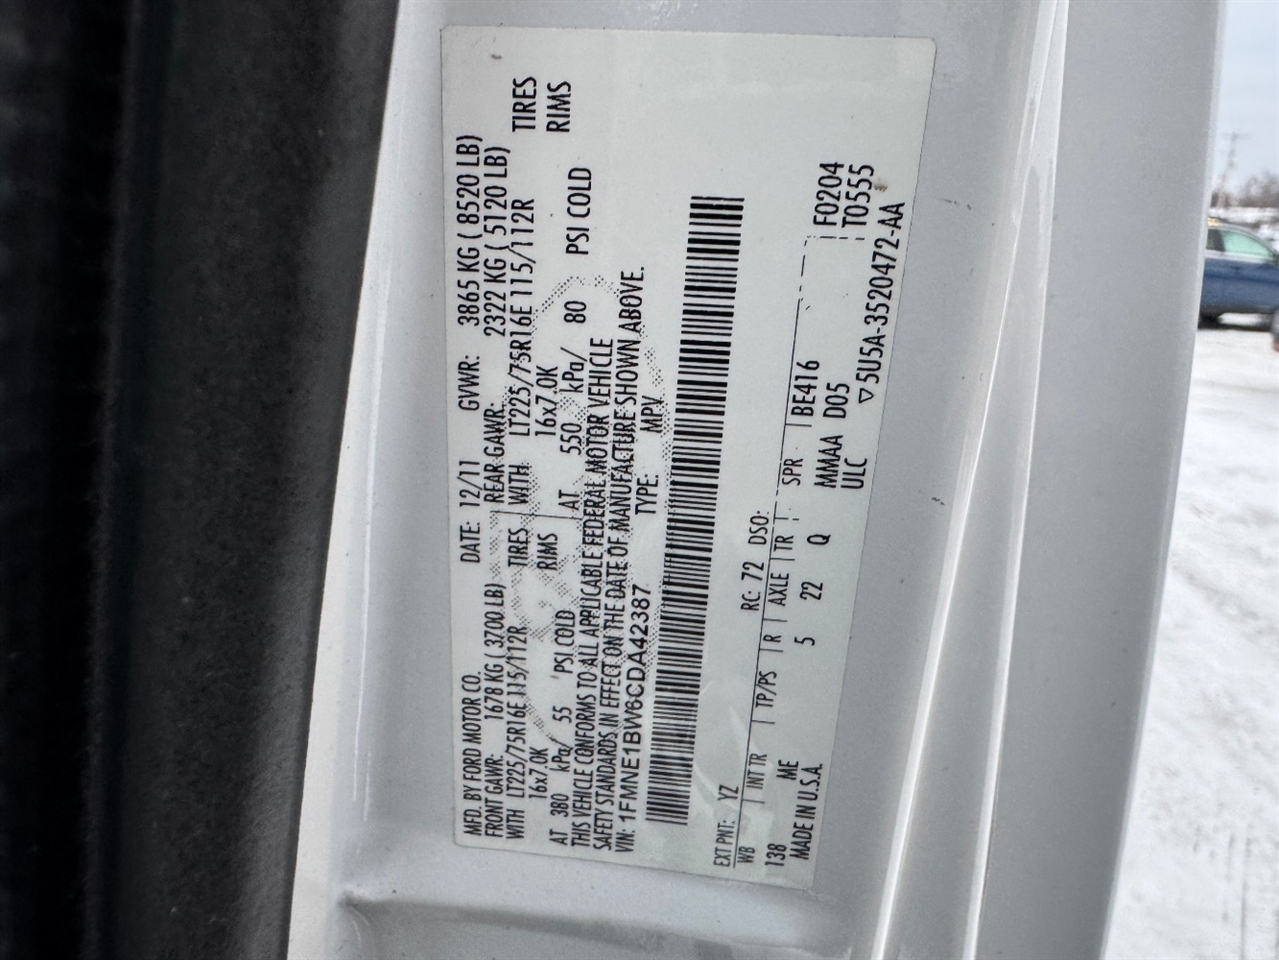 MFD. BY FORD MOTOR CO. DATE: 12/11 GVWR: 3865 KG ( 8520 LB)
FRONT GAWR: 1678 KG ( 3700 LB) REAR GAWR: 2322 KG ( 5120 LB)
WITH LT225/75R16E 115/112R TIRES WITH LT225/75R16E 115/112R TIRES
16x7.0K RIMS 16x7.0K RIMS
AT 380 kPa/ 55 PSI COLD AT 550 kPa/ 80 PSI COLD
THIS VEHICLE CONFORMS TO ALL APPLICABLE FEDERAL MOTOR VEHICLE
SAFETY STANDARDS IN EFFECT ON THE DATE OF MANUFACTURE SHOWN ABOVE.
VIN: 1FMNE1BW6CDA42387 TYPE: MPV
EXT PNT: YZ RC: 72 DSO:
WB INT TR TP/PS R AXLE TR SPR BE416 F0204
138 ME 5 22 Q MMAA D05 T0555
MADE IN U.S.A. ULC
▽5U5A-3520472-AA